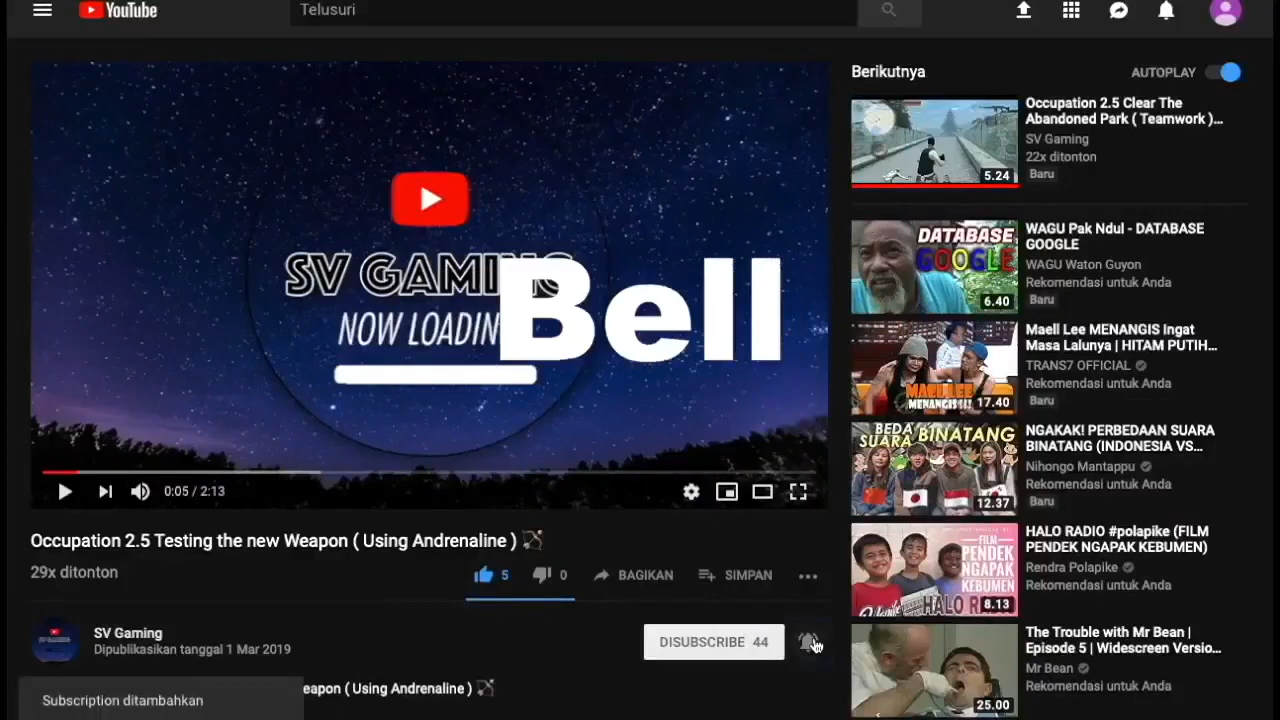 YouTube
Telusuri
SV GAMING
NOW LOADIN
Bell
0:05 / 2:13
Occupation 2.5 Testing the new Weapon ( Using Andrenaline )
29x ditonton
5
0
BAGIKAN
SIMPAN
SV Gaming
Dipublikasikan tanggal 1 Mar 2019
DISUBSCRIBE 44
Subscription ditambahkan
eapon ( Using Andrenaline )
Berikutnya
AUTOPLAY
5.24
Occupation 2.5 Clear The
Abandoned Park ( Teamwork )...
SV Gaming
22x ditonton
Baru
DATABASE
GOOGLE
6.40
WAGU Pak Ndul - DATABASE
GOOGLE
WAGU Waton Guyon
Rekomendasi untuk Anda
Baru
MAELL LEE
MENANGIS!!!
17.40
Maell Lee MENANGIS Ingat
Masa Lalunya | HITAM PUTIH...
TRANS7 OFFICIAL
Rekomendasi untuk Anda
Baru
BEDA
SUARA BINATANG
12.37
NGAKAK! PERBEDAAN SUARA
BINATANG (INDONESIA VS...
Nihongo Mantappu
Rekomendasi untuk Anda
Baru
FILM
PENDEK
NGAPAK
KEBUMEN
HALO RADIO
8.13
HALO RADIO #polapike (FILM
PENDEK NGAPAK KEBUMEN)
Rendra Polapike
Rekomendasi untuk Anda
25.00
The Trouble with Mr Bean |
Episode 5 | Widescreen Versio...
Mr Bean
Rekomendasi untuk Anda